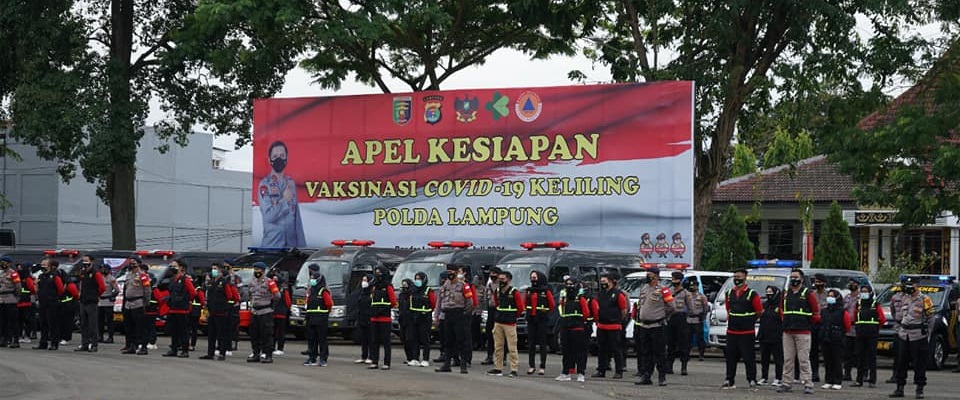 APEL KESIAPAN
VAKSINASI COVID-19 KELILING
POLDA LAMPUNG